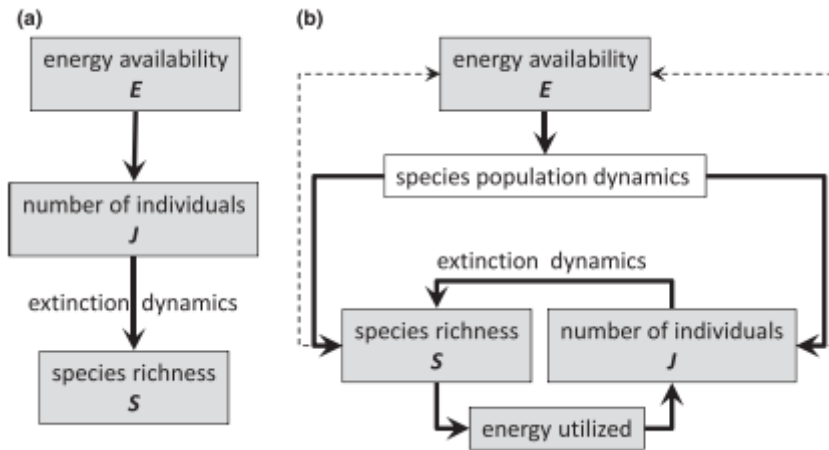 (a)
energy availability
E
number of individuals
J
extinction dynamics
species richness
S
(b)
energy availability
E
species population dynamics
extinction dynamics
species richness
S
number of individuals
J
energy utilized